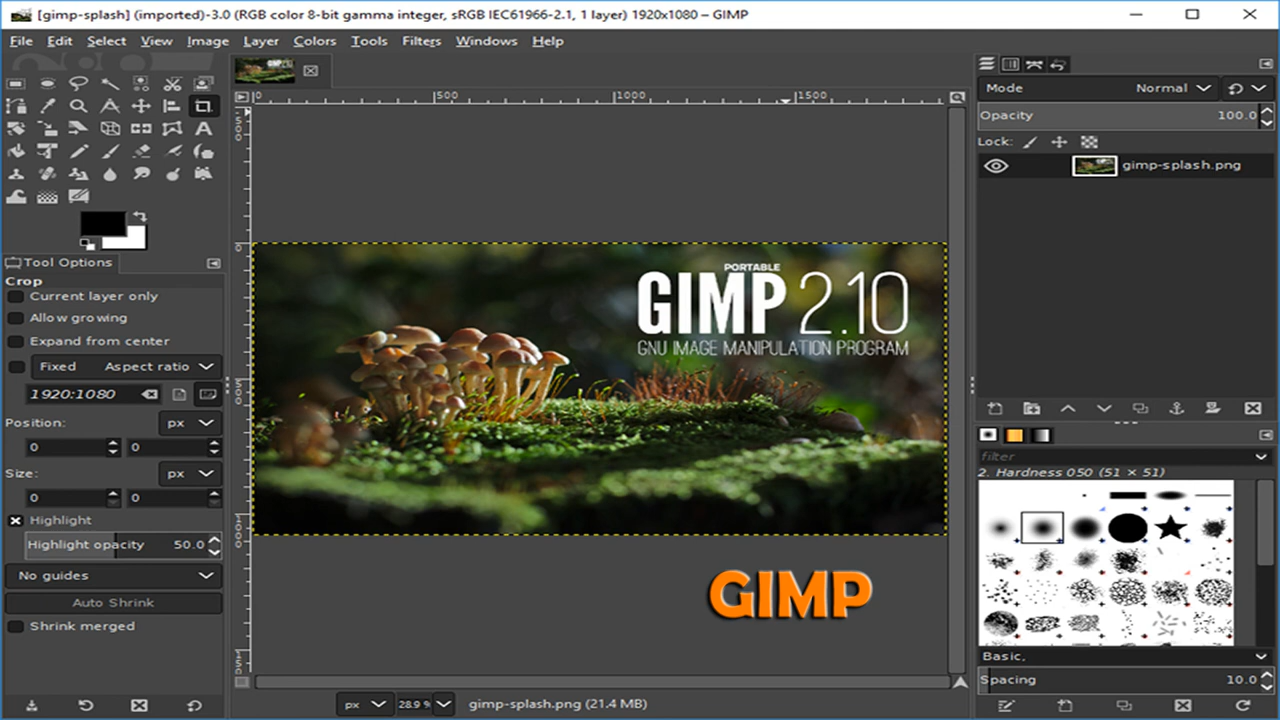 [gimp-splash] (imported)-3.0 (RGB color 8-bit gamma integer, sRGB IEC61966-2.1, 1 layer) 1920x1080 – GIMP
File Edit Select View Image Layer Colors Tools Filters Windows Help
0 500 1000 1500
Mode Normal
Opacity 100.0
Lock:
gimp-splash.png
Tool Options
Crop
Current layer only
Allow growing
Expand from center
Fixed Aspect ratio
1920:1080
Position: px
0 0
Size: px
0 0
Highlight
Highlight opacity 50.0
No guides
Auto Shrink
Shrink merged
PORTABLE
GIMP 2.10
GNU IMAGE MANIPULATION PROGRAM
GIMP
filter
2. Hardness 050 (51 × 51)
Basic,
Spacing 10.0
px 28.9 % gimp-splash.png (21.4 MB)